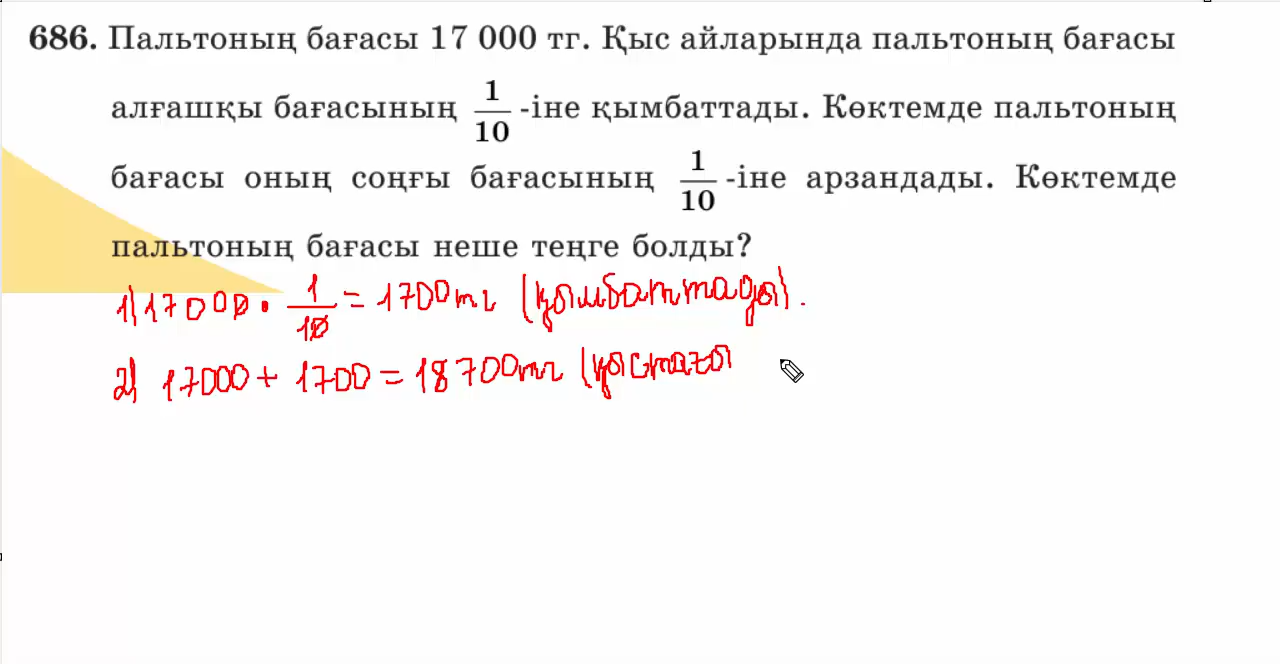 686. Пальтоның бағасы 17 000 тг. Қыс айларында пальтоның бағасы
алғашқы бағасының 1/10 -іне қымбаттады. Көктемде пальтоның
бағасы оның соңғы бағасының 1/10 -іне арзандады. Көктемде
пальтоның бағасы неше теңге болды?
1) 17000 · 1/10 = 1700тг (қымбаттады).
2) 17000 + 1700 = 18700тг (қыстағы